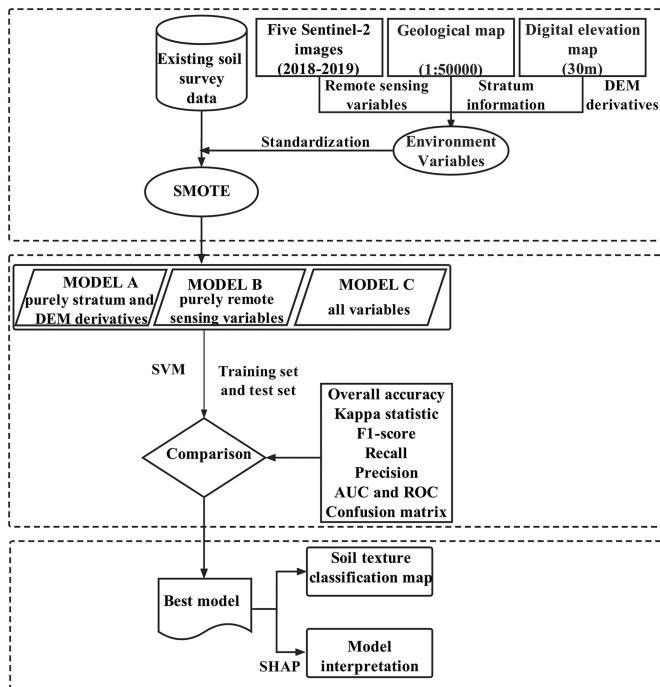 Existing soil
survey
data
Five Sentinel-2
images
(2018-2019)
Geological map
(1:50000)
Digital elevation
map
(30m)
Remote sensing
variables
Stratum
information
DEM
derivatives
Standardization
Environment
Variables
SMOTE
MODEL A
purely stratum and
DEM derivatives
MODEL B
purely remote
sensing variables
MODEL C
all variables
SVM
Training set
and test set
Comparison
Overall accuracy
Kappa statistic
F1-score
Recall
Precision
AUC and ROC
Confusion matrix
Best model
Soil texture
classification map
SHAP
Model
interpretation